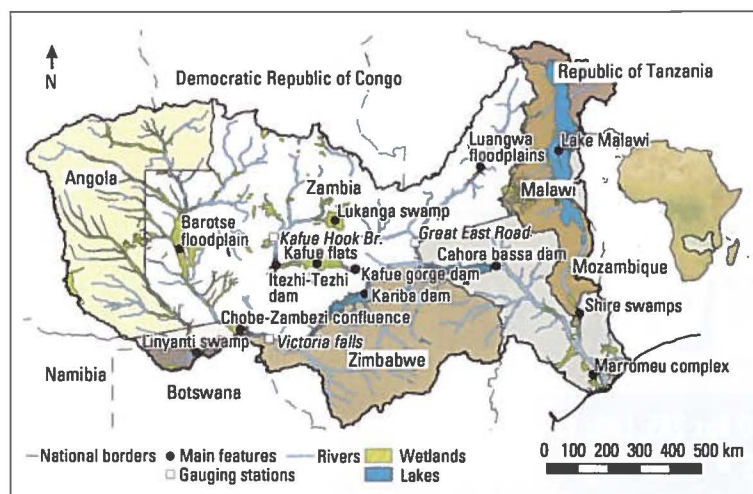 N
Democratic Republic of Congo
Republic of Tanzania
Luangwa
floodplains
Lake Malawi
Angola
Zambia
Malawi
Barotse
floodplain
Lukanga swamp
Kafue Hook Br.
Great East Road
Kafue flats
Cahora bassa dam
Itezhi-Tezhi
dam
Kafue gorge dam
Mozambique
Kariba dam
Chobe-Zambezi confluence
Shire swamps
Linyanti swamp
Victoria falls
Zimbabwe
Namibia
Botswana
Marromeu complex
National borders
Main features
Rivers
Wetlands
Gauging stations
Lakes
0 100 200 300 400 500 km